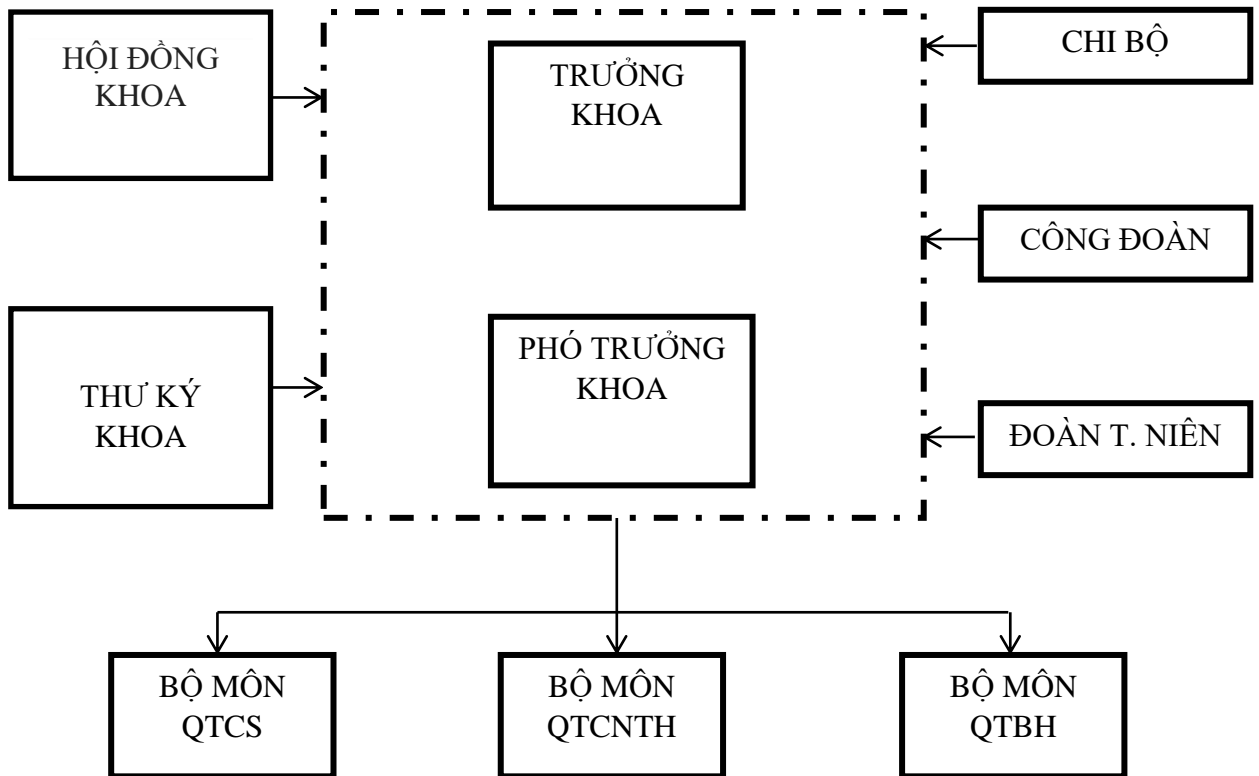 HỘI ĐỒNG
KHOA
TRƯỞNG
KHOA
CHI BỘ
CÔNG ĐOÀN
THƯ KÝ
KHOA
PHÓ TRƯỞNG
KHOA
ĐOÀN T. NIÊN
BỘ MÔN
QTCS
BỘ MÔN
QTCNTH
BỘ MÔN
QTBH